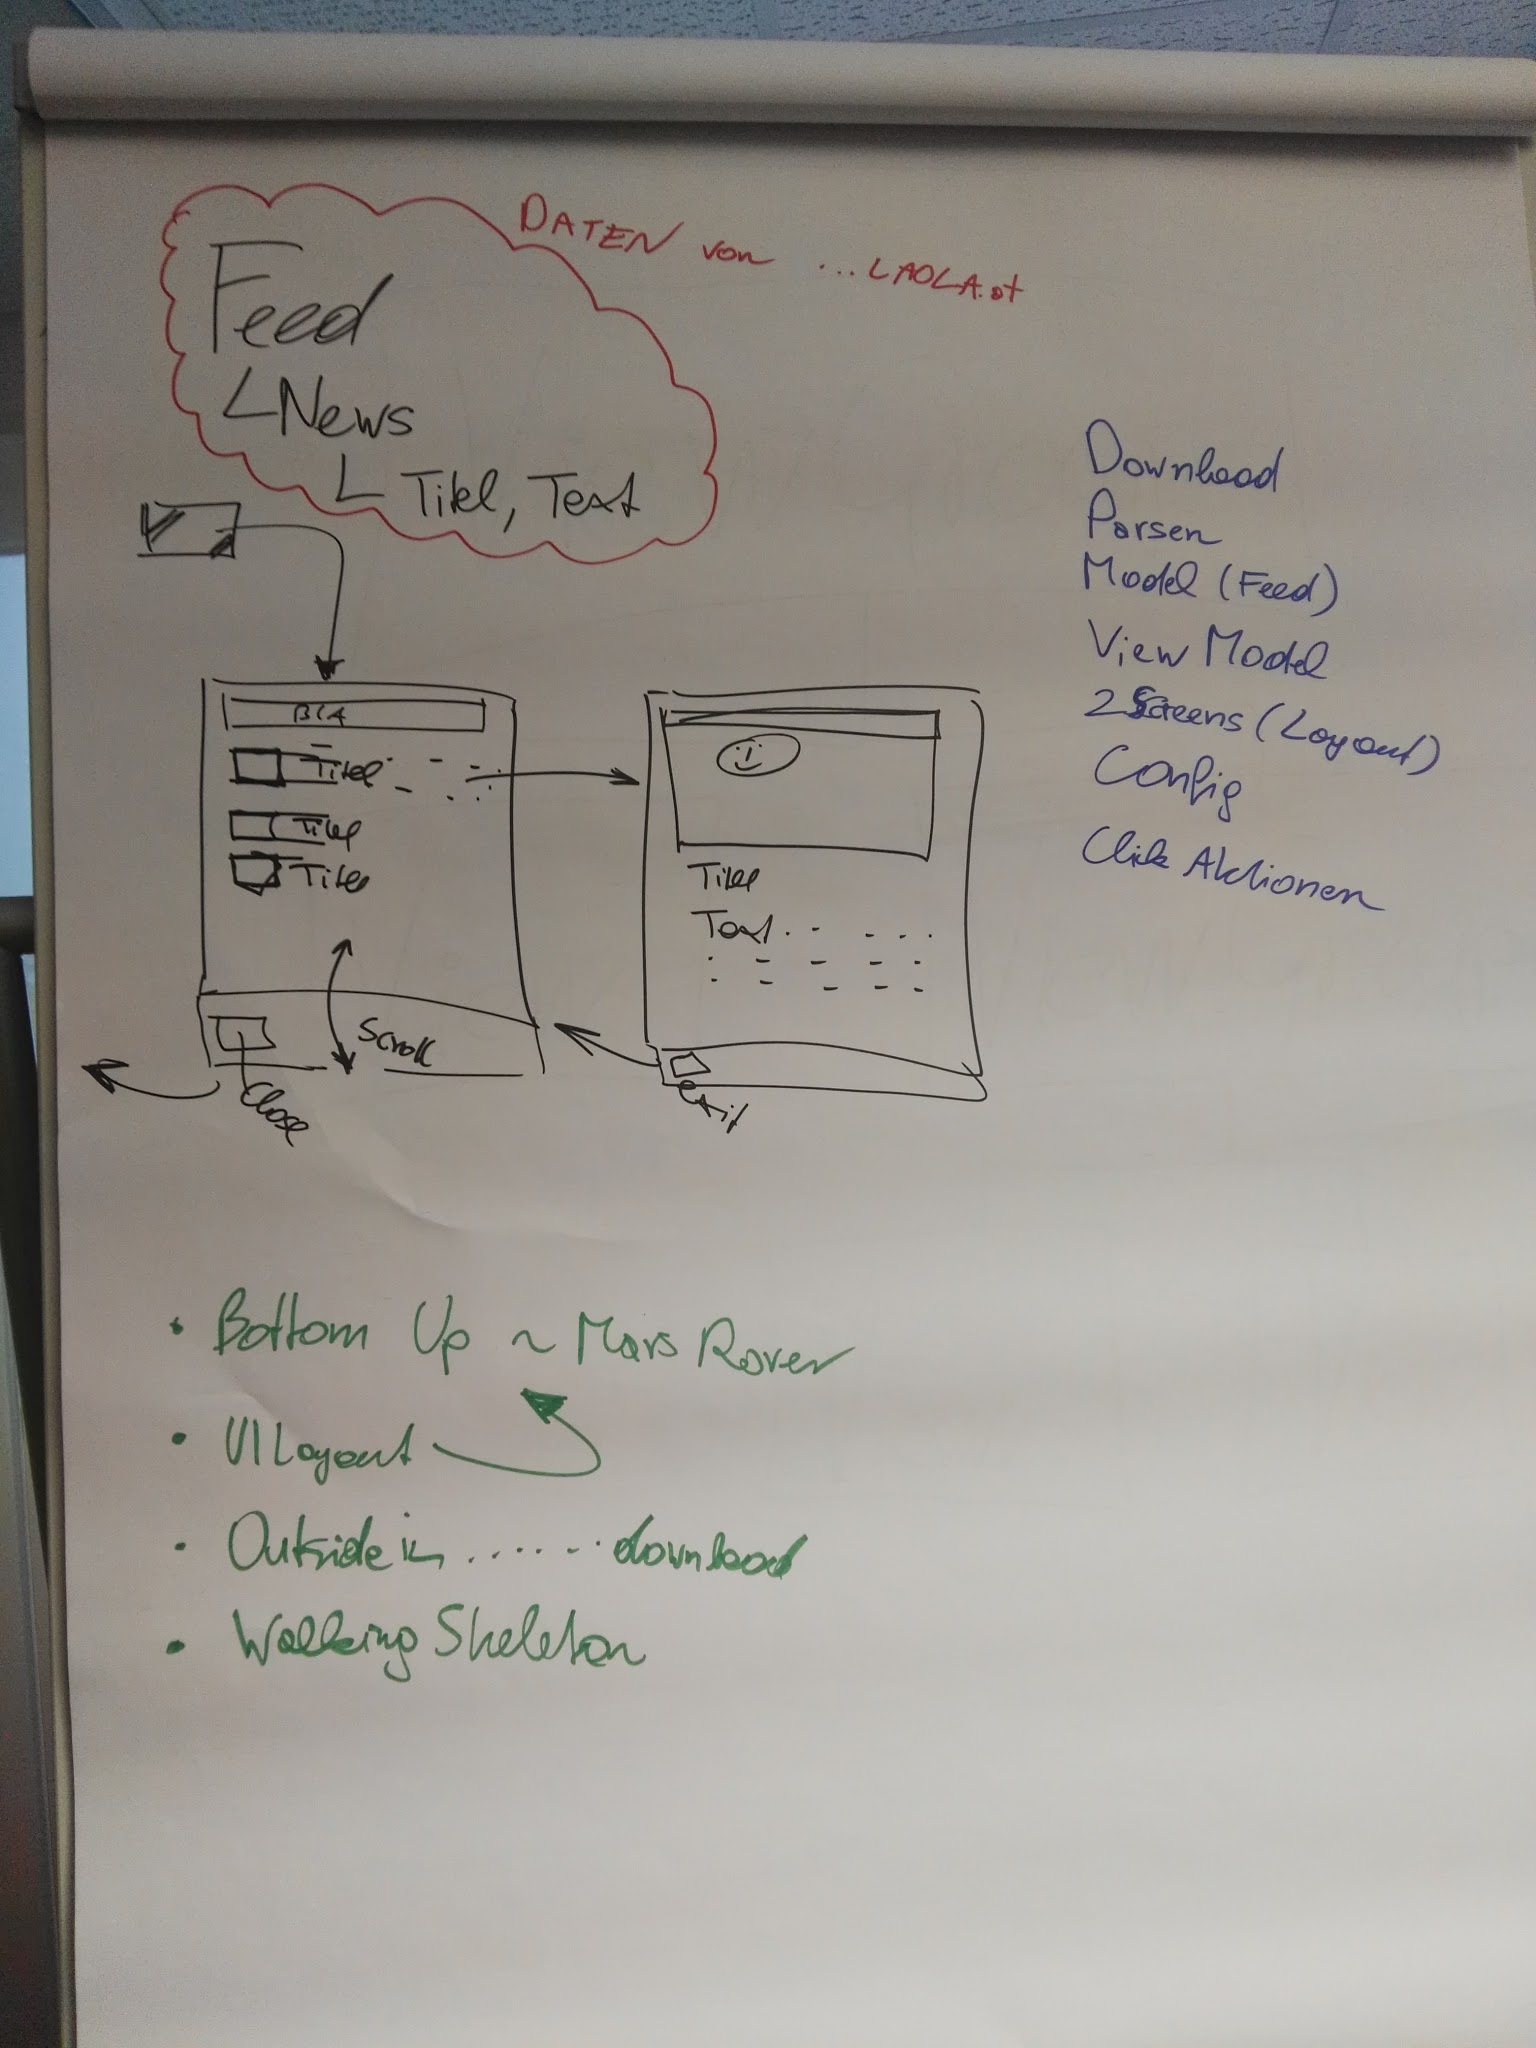 DATEN von ... LAOLA.at
Feed
L News
L Titel, Text
Download
Parsen
Model (Feed)
View Model
2 Screens (Layout)
Config
Click Aktionen
Titel
Titel
Titel
Scroll
Close
Titel
Text
Exit
• Bottom Up ~ Mars Rover
• UI Layout
• Outside in ...... download
• Walking Skeleton